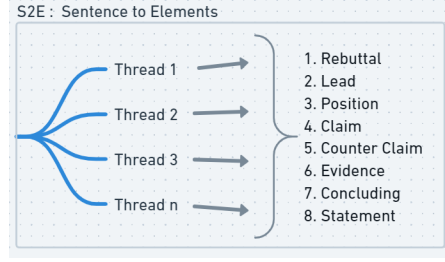 S2E : Sentence to Elements
Thread 1
Thread 2
Thread 3
Thread n
1. Rebuttal
2. Lead
3. Position
4. Claim
5. Counter Claim
6. Evidence
7. Concluding
8. Statement